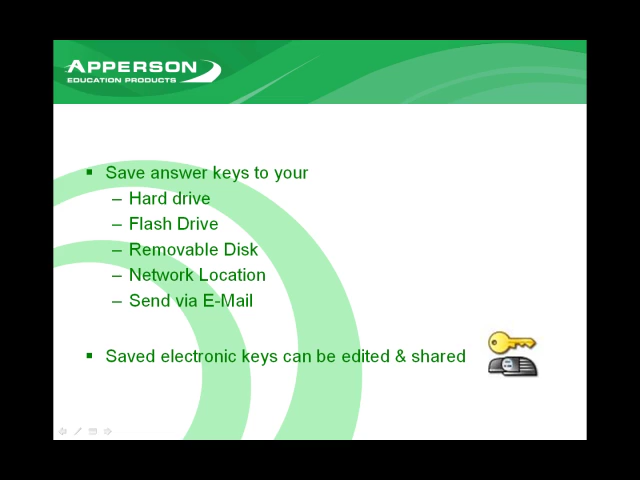 APPERSON
EDUCATION PRODUCTS
▪ Save answer keys to your
– Hard drive
– Flash Drive
– Removable Disk
– Network Location
– Send via E-Mail
▪ Saved electronic keys can be edited & shared